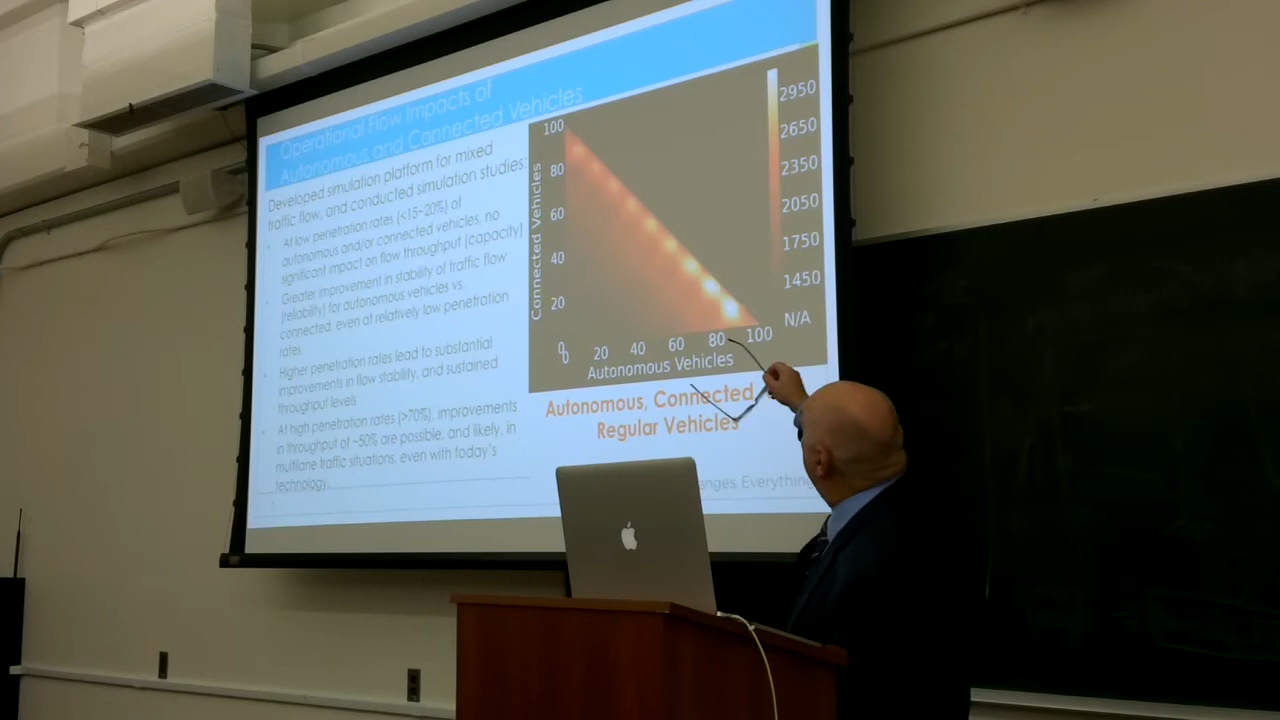 Operational Flow Impacts of
Autonomous and Connected Vehicles
Developed simulation platform for mixed
traffic flow, and conducted simulation studies:
At low penetration rates (<15-20%) of
autonomous and/or connected vehicles, no
significant impact on flow throughput (capacity)
Greater improvement in stability of traffic flow
(reliability) for autonomous vehicles vs.
connected, even at relatively low penetration
rates.
Higher penetration rates lead to substantial
improvements in flow stability, and sustained
throughput levels
At high penetration rates (>70%), improvements
in throughput of ~50% are possible, and likely, in
multilane traffic situations, even with today's
technology.
Connected Vehicles
100
80
60
40
20
0
0
20
40
60
80
100
Autonomous Vehicles
2950
2650
2350
2050
1750
1450
N/A
Autonomous, Connected,
Regular Vehicles
Everything